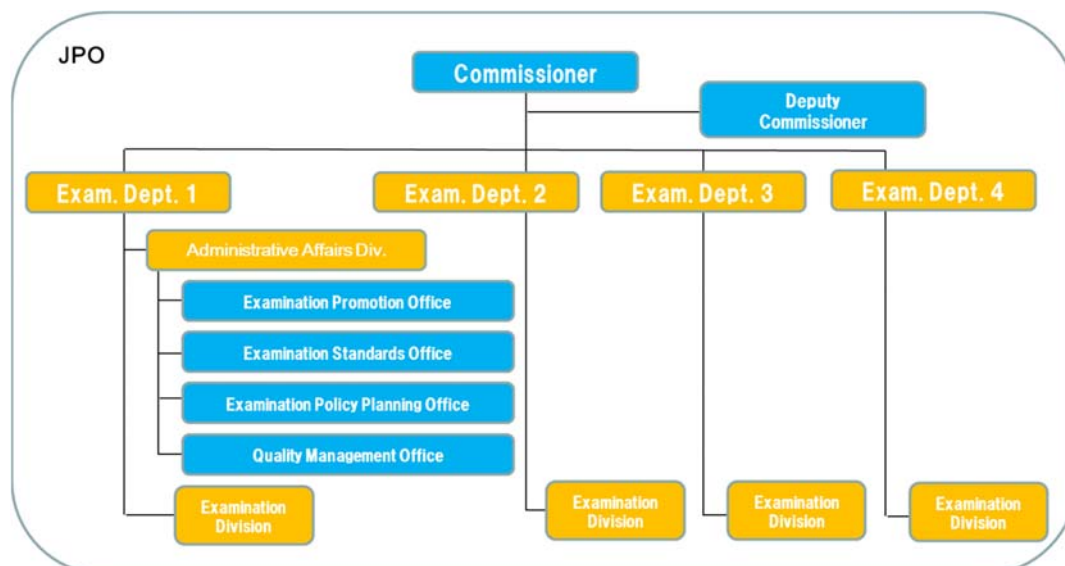 JPO
Commissioner
Deputy
Commissioner
Exam. Dept. 1
Exam. Dept. 2
Exam. Dept. 3
Exam. Dept. 4
Administrative Affairs Div.
Examination Promotion Office
Examination Standards Office
Examination Policy Planning Office
Quality Management Office
Examination
Division
Examination
Division
Examination
Division
Examination
Division